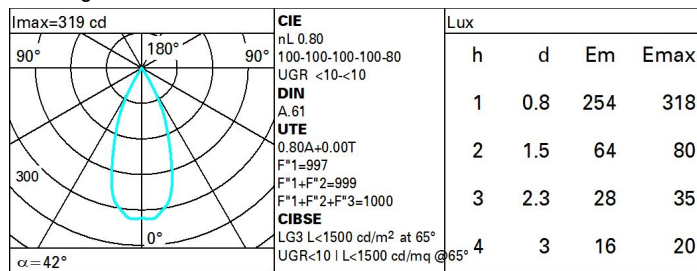 Imax=319 cd
90° 180° 90°
300
0°
α=42°
CIE
nL 0.80
100-100-100-100-80
UGR <10-<10
DIN
A.61
UTE
0.80A+0.00T
F"1=997
F"1+F"2=999
F"1+F"2+F"3=1000
CIBSE
LG3 L<1500 cd/m² at 65°
UGR<10 | L<1500 cd/mq @65°
Lux
h d Em Emax
1 0.8 254 318
2 1.5 64 80
3 2.3 28 35
4 3 16 20